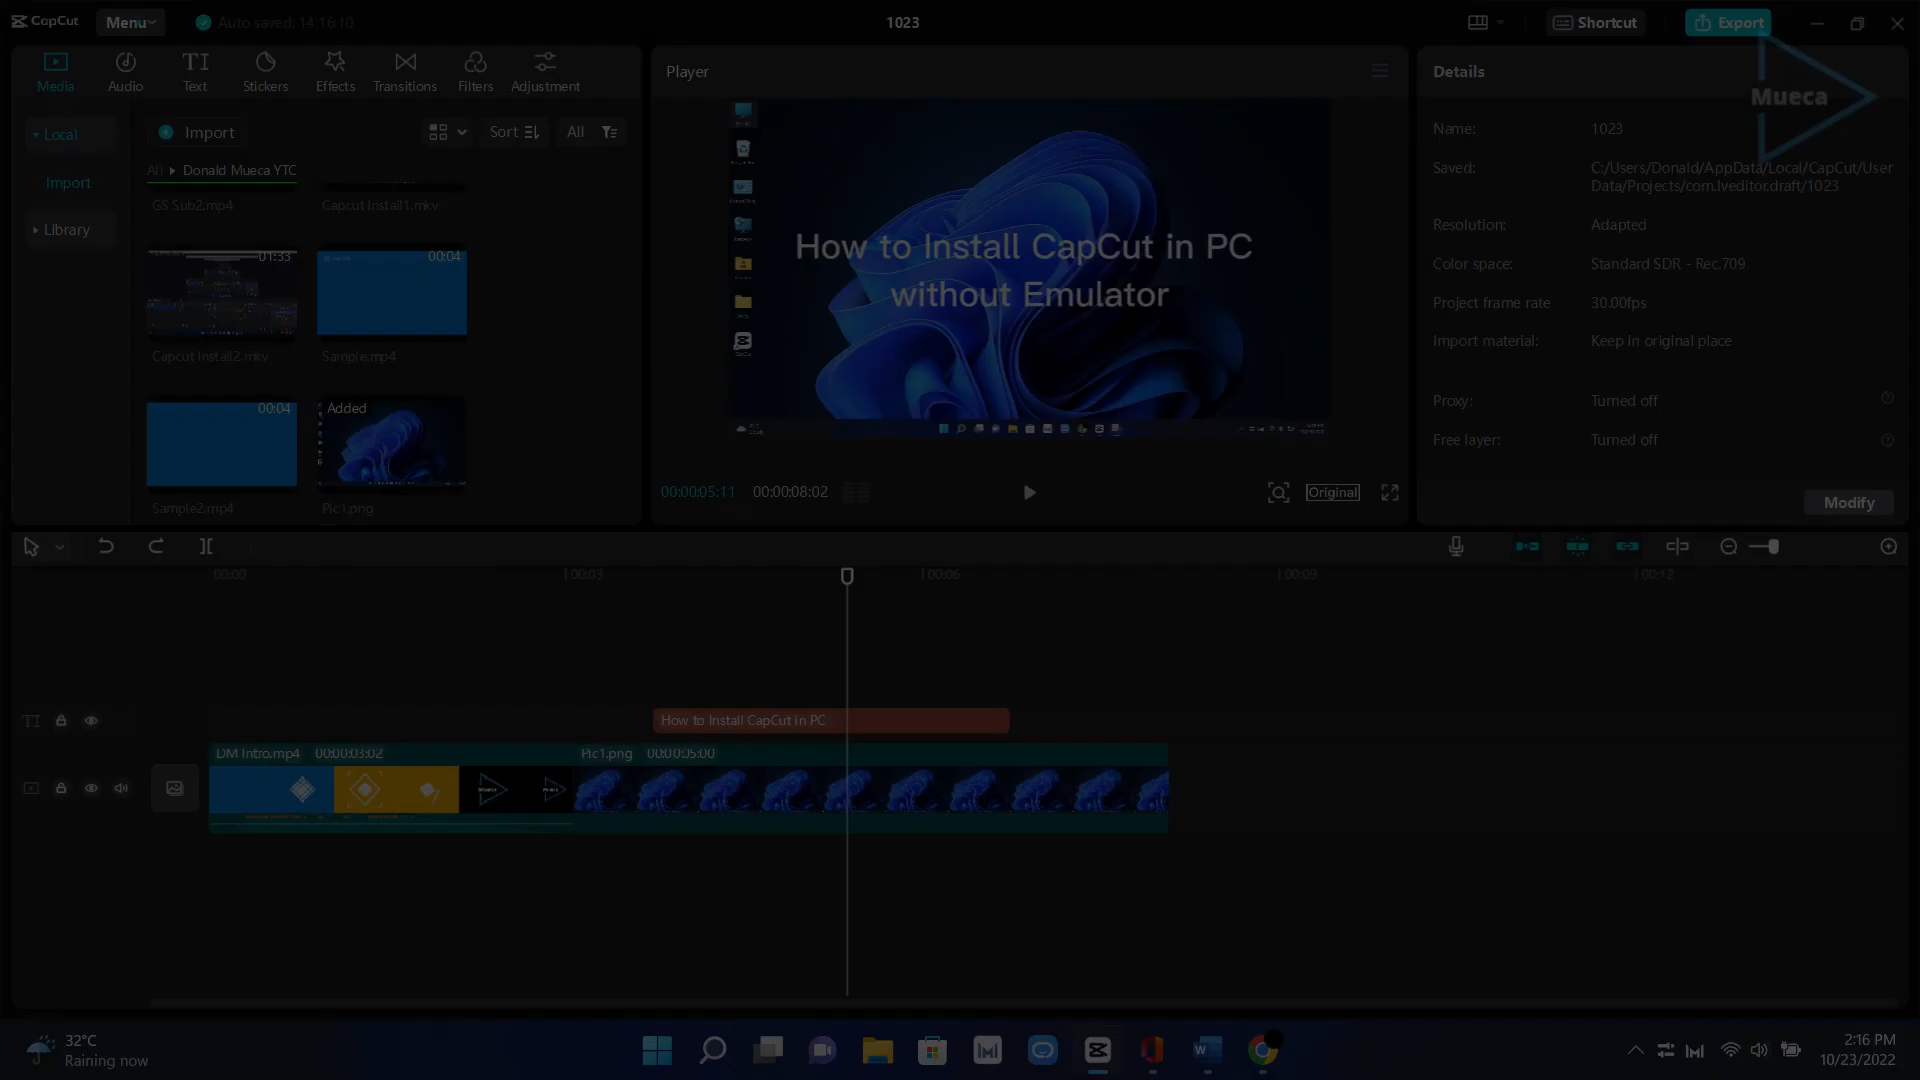 CapCut
Menu
Auto saved: 14:16:10
1023
Shortcut
Export
Media
Audio
Text
Stickers
Effects
Transitions
Filters
Adjustment
Player
Details
Mueca
Local
Import
Sort
All
Name:
1023
All
Donald Mueca YTC
Saved:
C:/Users/Donald/AppData/Local/CapCut/User
Data/Projects/com.lveditor.draft/1023
Import
GS Sub2.mp4
Capcut Install1.mkv
Library
Resolution:
Adapted
How to Install CapCut in PC
without Emulator
01:33
00:04
Color space:
Standard SDR - Rec.709
Project frame rate
30.00fps
Capcut Install2.mkv
Sample.mp4
Import material:
Keep in original place
00:04
Added
Proxy:
Turned off
Free layer:
Turned off
Sample2.mp4
Pic1.png
00:00:05:11
00:00:08:02
Original
Modify
00:00
00:03
00:06
00:09
00:12
How to Install CapCut in PC
DM Intro.mp4
00:00:03:02
Pic1.png
00:00:05:00
32°C
Raining now
2:16 PM
10/23/2022